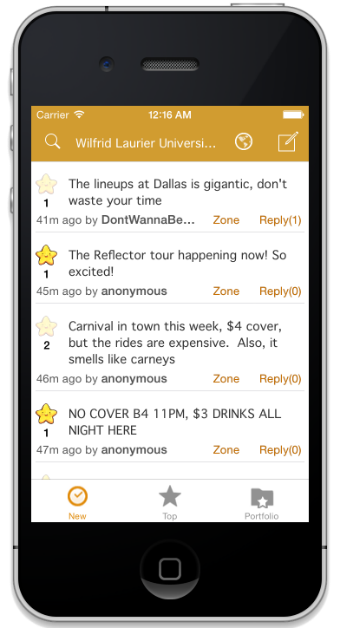 Carrier 12:16 AM
Wilfrid Laurier Universi...
The lineups at Dallas is gigantic, don't
waste your time
1
41m ago by DontWannaBe... Zone Reply(1)
The Reflector tour happening now! So
excited!
1
45m ago by anonymous Zone Reply(0)
Carnival in town this week, $4 cover,
but the rides are expensive. Also, it
smells like carneys
2
46m ago by anonymous Zone Reply(0)
NO COVER B4 11PM, $3 DRINKS ALL
NIGHT HERE
1
47m ago by anonymous Zone Reply(0)
New Top Portfolio